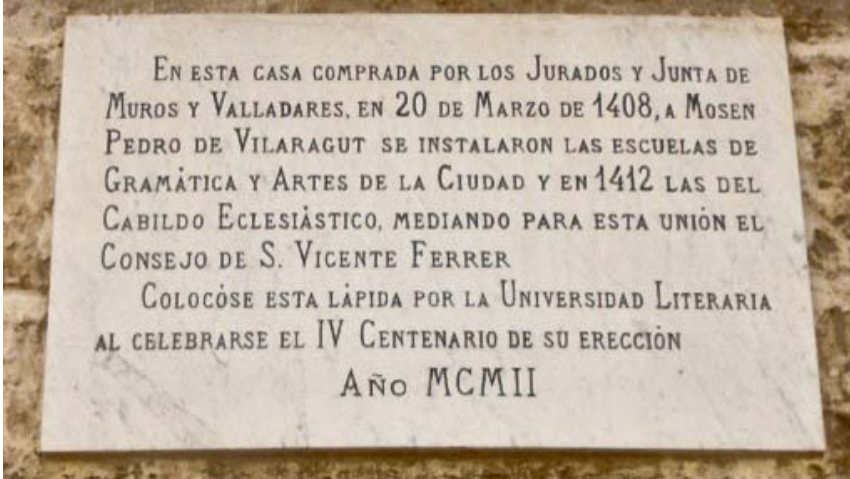 En esta casa comprada por los Jurados y Junta de
Muros y Valladares, en 20 de Marzo de 1408, a Mosen
Pedro de Vilaragut se instalaron las escuelas de
Gramática y Artes de la Ciudad y en 1412 las del
Cabildo Eclesiástico, mediando para esta unión el
Consejo de S. Vicente Ferrer
Colocóse esta lápida por la Universidad Literaria
al celebrarse el IV Centenario de su erección
Año MCMII